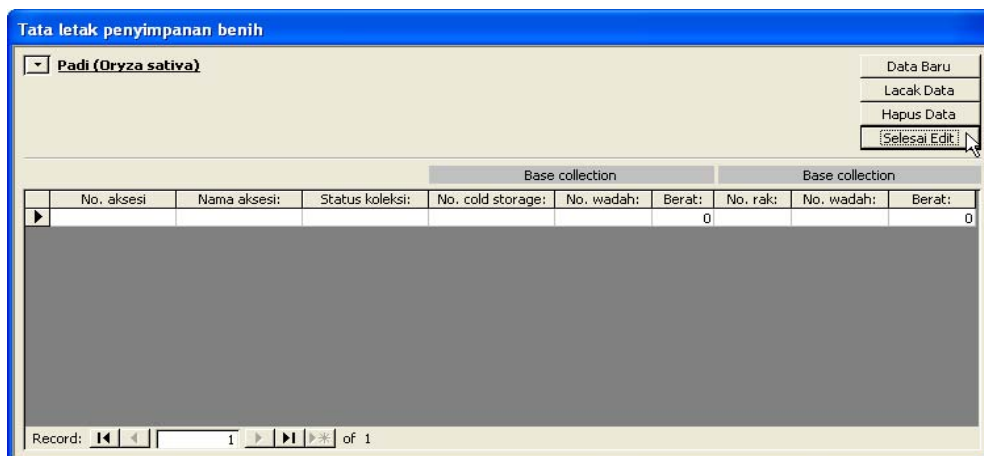 Tata letak penyimpanan benih
Padi (Oryza sativa)
Data Baru
Lacak Data
Hapus Data
Selesai Edit
Base collection Base collection
No. aksesi Nama aksesi: Status koleksi: No. cold storage: No. wadah: Berat: No. rak: No. wadah: Berat:
0 0
Record: 1 of 1